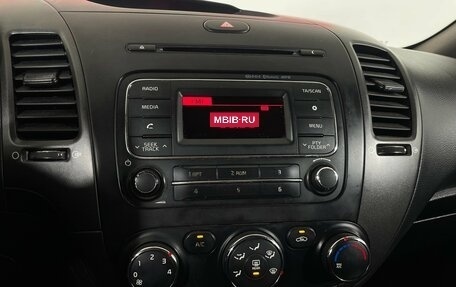 RADIO
TA/SCAN
MEDIA
MBIB.RU
MENU
SEEK
TRACK
PTY
FOLDER
1 RPT
2 RDM
3
4
5
6
A/C